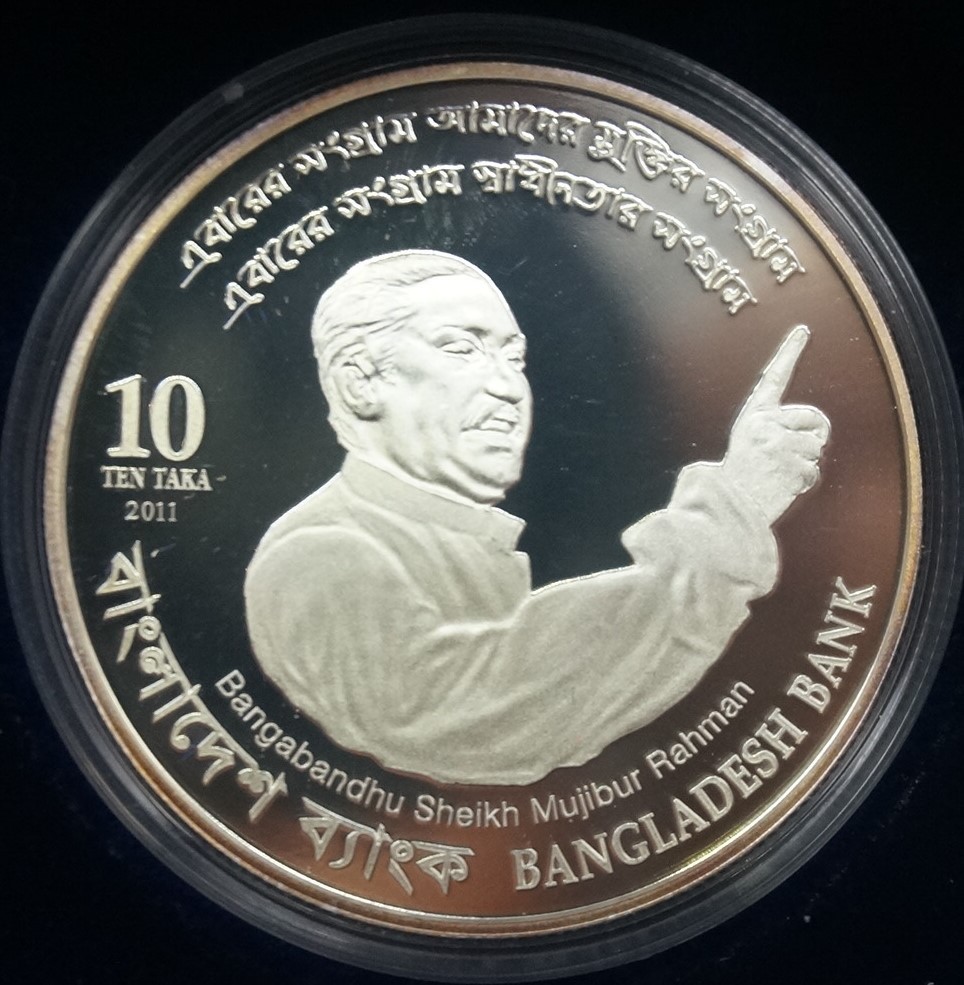 এবারের সংগ্রাম আমাদের মুক্তির সংগ্রাম
এবারের সংগ্রাম স্বাধীনতার সংগ্রাম
10
TEN TAKA
2011
Bangabandhu Sheikh Mujibur Rahman
বাংলাদেশ ব্যাংক BANGLADESH BANK